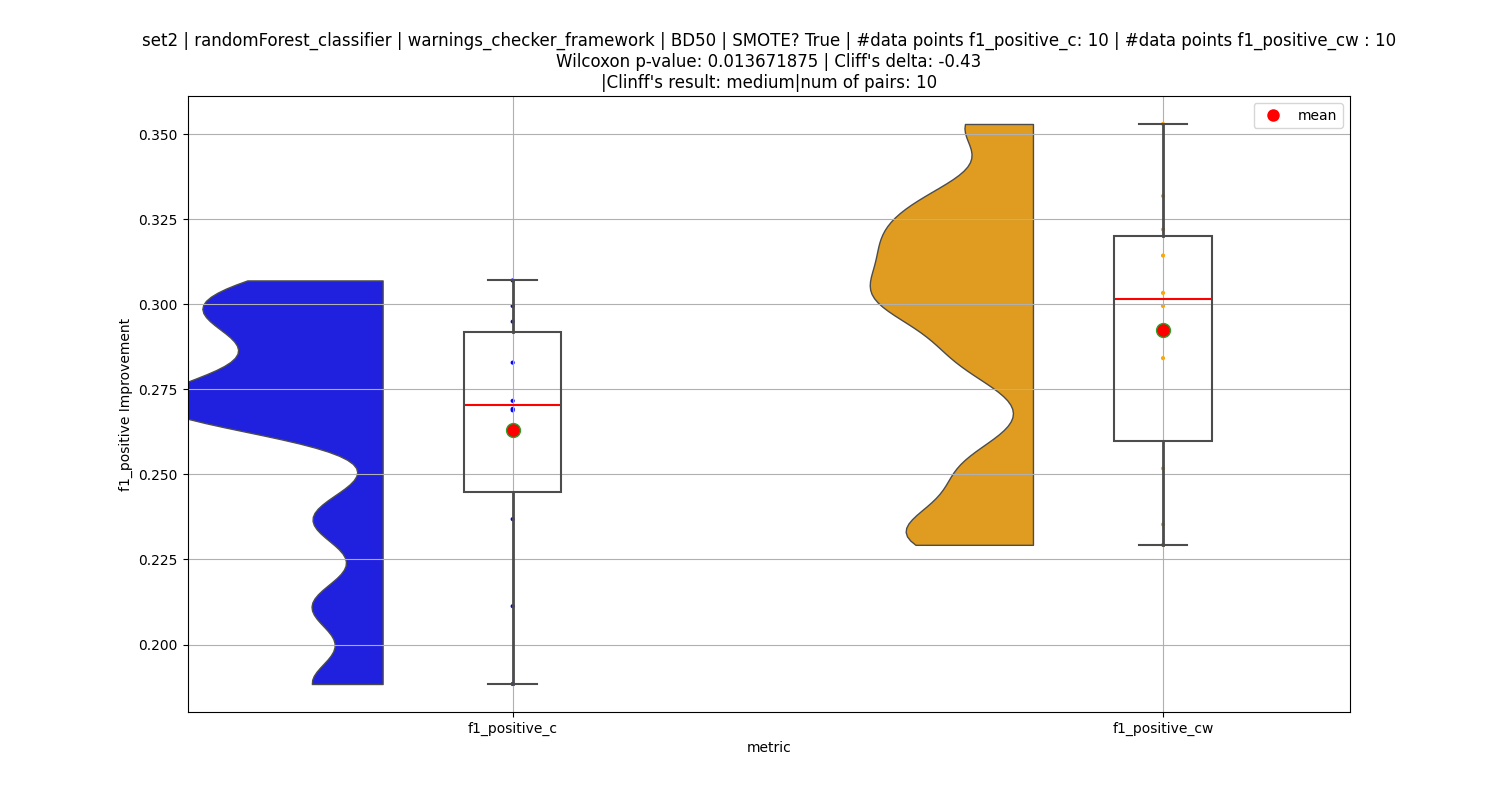 set2 | randomForest_classifier | warnings_checker_framework | BD50 | SMOTE? True | #data points f1_positive_c: 10 | #data points f1_positive_cw : 10
Wilcoxon p-value: 0.013671875 | Cliff's delta: -0.43
|Clinff's result: medium|num of pairs: 10
mean
0.350
0.325
0.300
0.275
0.250
0.225
0.200
f1_positive Improvement
f1_positive_c
f1_positive_cw
metric